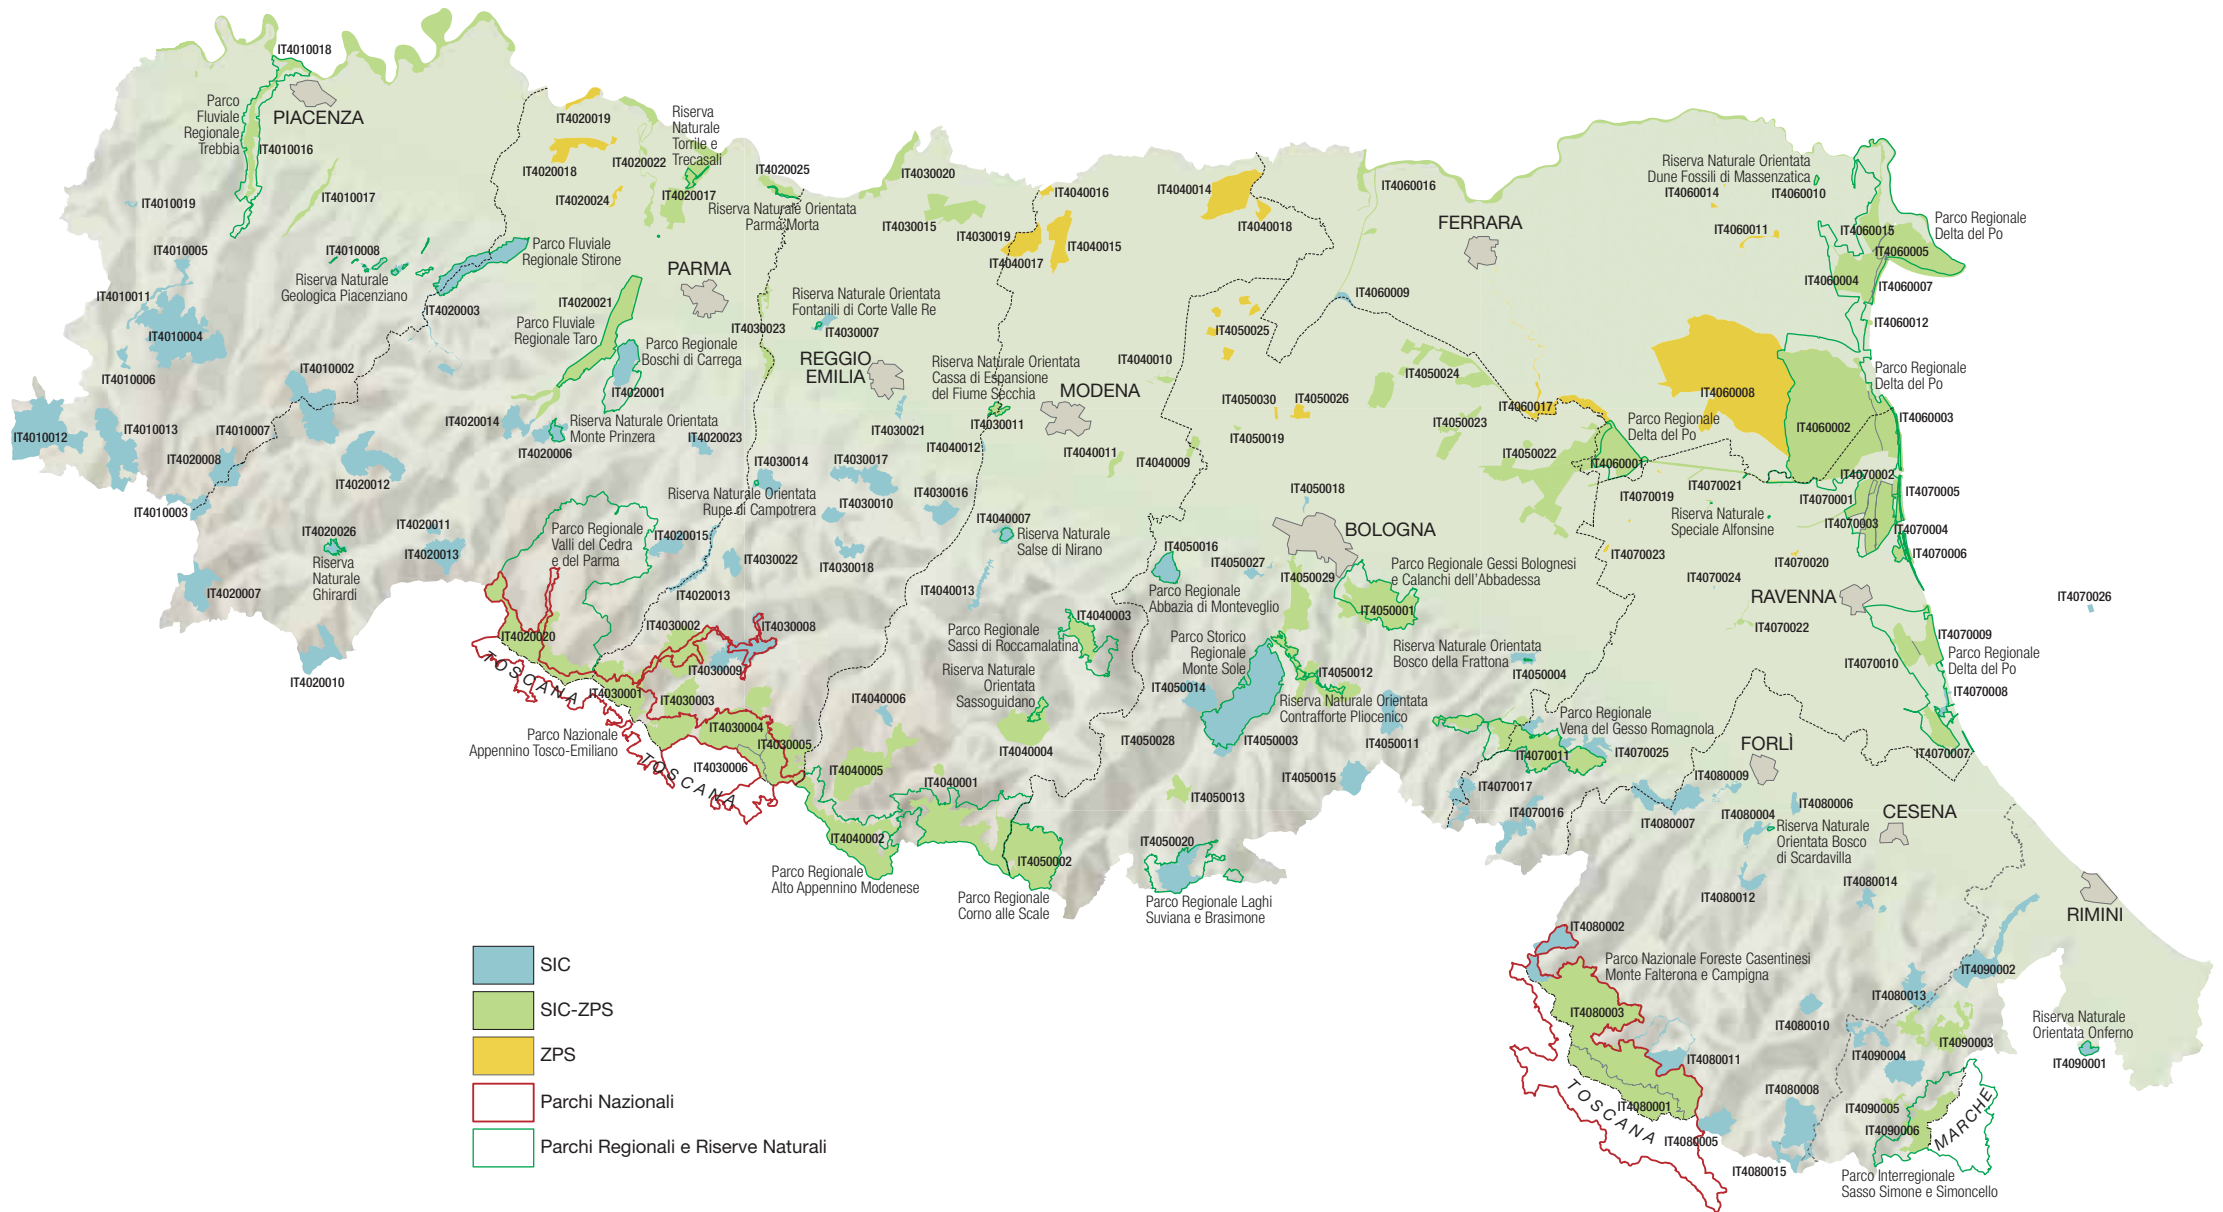 IT4010018
Parco
Fluviale
Regionale
Trebbia
PIACENZA
IT4010016
IT4010017
IT4010019
IT4010005
IT4010008
Riserva Naturale
Geologica Piacenziano
IT4010011
IT4010004
IT4010006
IT4010002
IT4010012
IT4010013
IT4010007
IT4020008
IT4010003
IT4020019
IT4020018
IT4020022
IT4020024
Riserva
Naturale
Torrile e
Trecasali
IT4020017
IT4020025
Riserva Naturale Orientata
Parma Morta
Parco Fluviale
Regionale Stirone
IT4020003
IT4020021
Parco Fluviale
Regionale Taro
PARMA
Parco Regionale
Boschi di Carrega
IT4020001
IT4020014
Riserva Naturale Orientata
Monte Prinzera
IT4020006
IT4020023
IT4020012
IT4020026
Riserva
Naturale
Ghirardi
IT4020011
IT4020013
IT4020007
IT4020010
Parco Regionale
Valli del Cedra
e del Parma
IT4020015
IT4020013
IT4020020
TOSCANA
IT4030020
IT4030015
IT4030019
IT4030023
Riserva Naturale Orientata
Fontanili di Corte Valle Re
IT4030007
REGGIO
EMILIA
Riserva Naturale Orientata
Cassa di Espansione
del Fiume Secchia
IT4030011
IT4030021
IT4040012
IT4030014
IT4030017
Riserva Naturale Orientata
Rupe di Campotrera
IT4030010
IT4030016
IT4030022
IT4030018
IT4030002
IT4030008
IT4030009
IT4030001
IT4030003
IT4030004
IT4030005
IT4030006
TOSCANA
Parco Nazionale
Appennino Tosco-Emiliano
IT4040016
IT4040014
IT4040018
IT4040015
IT4040017
IT4040010
MODENA
IT4040011
IT4040009
IT4040007
Riserva Naturale
Salse di Nirano
IT4040013
IT4040003
Parco Regionale
Sassi di Roccamalatina
Riserva Naturale
Orientata
Sassoguidano
IT4040004
IT4040006
IT4040005
IT4040001
IT4040002
Parco Regionale
Alto Appennino Modenese
IT4050002
Parco Regionale
Corno alle Scale
IT4050025
IT4050024
IT4050030
IT4050026
IT4050019
IT4050023
IT4050022
IT4050018
BOLOGNA
IT4050016
IT4050027
IT4050029
Parco Regionale
Abbazia di Monteveglio
Parco Regionale Gessi Bolognesi
e Calanchi dell'Abbadessa
IT4050001
Parco Storico
Regionale
Monte Sole
IT4050014
IT4050012
Riserva Naturale Orientata
Contrafforte Pliocenico
Riserva Naturale Orientata
Bosco della Frattona
IT4050004
IT4050028
IT4050003
IT4050011
IT4050015
IT4050013
IT4050020
Parco Regionale Laghi
Suviana e Brasimone
IT4060016
FERRARA
IT4060009
Riserva Naturale Orientata
Dune Fossili di Massenzatica
IT4060014
IT4060010
IT4060011
IT4060015
Parco Regionale
Delta del Po
IT4060005
IT4060004
IT4060007
IT4060012
Parco Regionale
Delta del Po
IT4060008
IT4060017
Parco Regionale
Delta del Po
IT4060002
IT4060003
IT4060001
IT4070019
IT4070021
IT4070002
IT4070001
IT4070005
Riserva Naturale
Speciale Alfonsine
IT4070003
IT4070004
IT4070006
IT4070023
IT4070020
IT4070024
RAVENNA
IT4070026
IT4070022
IT4070009
Parco Regionale
Delta del Po
IT4070010
IT4070008
IT4070007
Parco Regionale
Vena del Gesso Romagnola
IT4070025
IT4070011
IT4070017
IT4070016
FORLÌ
IT4080009
IT4080007
IT4080004
IT4080006
Riserva Naturale
Orientata Bosco
di Scardavilla
CESENA
IT4080012
IT4080014
RIMINI
IT4080002
Parco Nazionale Foreste Casentinesi
Monte Falterona e Campigna
IT4080003
IT4080013
IT4080010
IT4080011
IT4080008
IT4080001
IT4080005
IT4080015
TOSCANA
IT4090002
IT4090003
IT4090004
Riserva Naturale
Orientata Onferno
IT4090001
IT4090005
IT4090006
MARCHE
Parco Interregionale
Sasso Simone e Simoncello
SIC
SIC-ZPS
ZPS
Parchi Nazionali
Parchi Regionali e Riserve Naturali